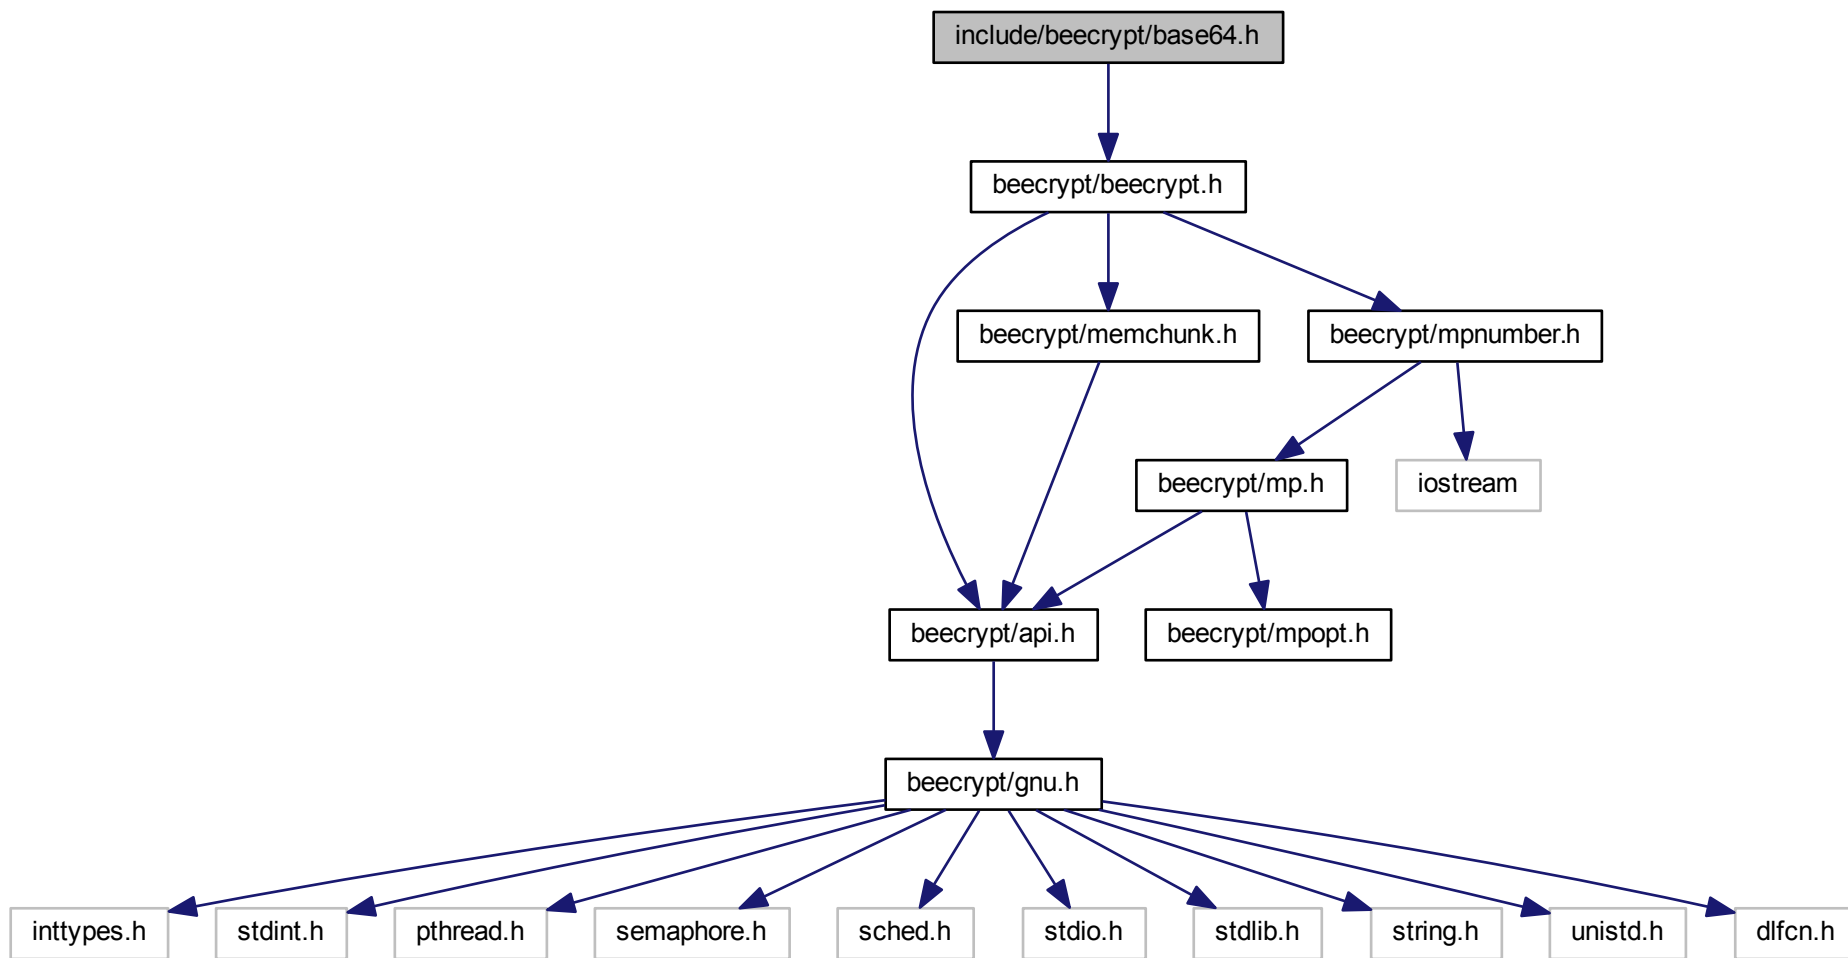 include/beecrypt/base64.h
beecrypt/beecrypt.h
beecrypt/memchunk.h
beecrypt/mpnumber.h
beecrypt/mp.h
iostream
beecrypt/api.h
beecrypt/mpopt.h
beecrypt/gnu.h
inttypes.h
stdint.h
pthread.h
semaphore.h
sched.h
stdio.h
stdlib.h
string.h
unistd.h
dlfcn.h